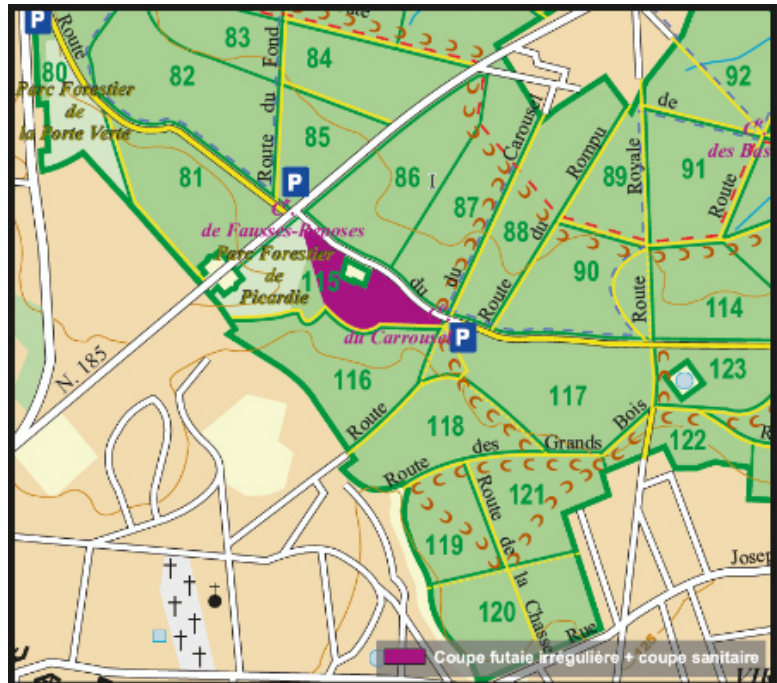 P
Route
80
Parc Forestier
de
la Porte Verte
82
83
84
Route du Fond
85
81
P
86
de Fausses-Reposes
Parc Forestier
de
Picardie
115
N. 185
87
Carousel
du
du
88
Route du Rompu
89
Royale
Route
92
de
des Bas
91
Route
90
114
du Carrousel
P
116
117
123
118
Route
Route des Grands Bois
122
121
119
Route de la Chasse
120
Rue
Josep
Coupe futaie irrégulière + coupe sanitaire